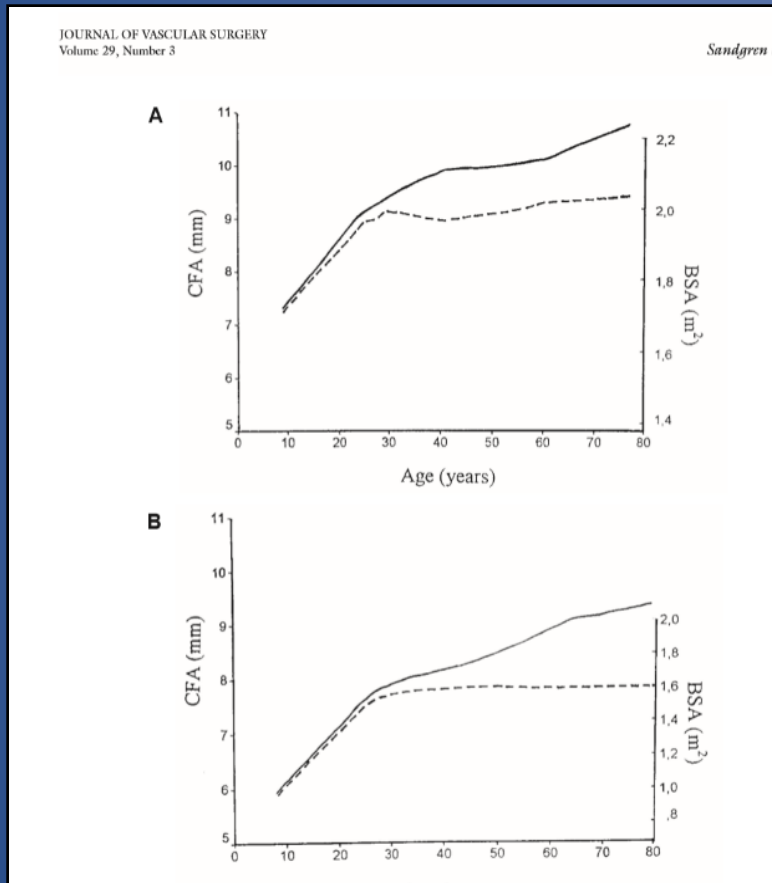 JOURNAL OF VASCULAR SURGERY
Volume 29, Number 3
Sandgren
A
11
10
9
8
7
6
5
CFA (mm)
2,2
2,0
1,8
1,6
1,4
BSA (m²)
0 10 20 30 40 50 60 70 80
Age (years)
B
11
10
9
8
7
6
5
CFA (mm)
2,0
1,8
1,6
1,4
1,2
1,0
,8
BSA (m²)
0 10 20 30 40 50 60 70 80